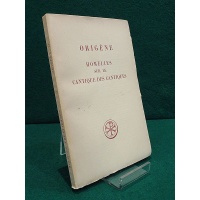 ORIGÈNE
HOMÉLIES
SUR LE
CANTIQUE DES CANTIQUES